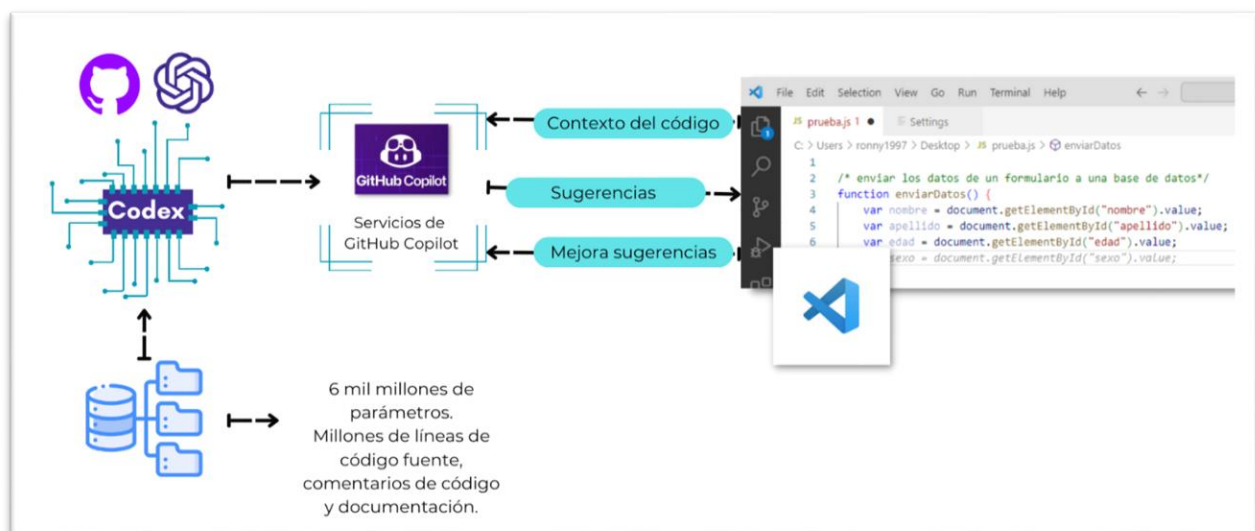 Codex
GitHub Copilot
Servicios de
GitHub Copilot
Contexto del código
Sugerencias
Mejora sugerencias
6 mil millones de
parámetros.
Millones de líneas de
código fuente,
comentarios de código
y documentación.
File Edit Selection View Go Run Terminal Help
JS prueba.js 1 ● Settings
C: > Users > ronny1997 > Desktop > JS prueba.js > enviarDatos
1
2 /* enviar los datos de un formulario a una base de datos*/
3 function enviarDatos() {
4 var nombre = document.getElementById("nombre").value;
5 var apellido = document.getElementById("apellido").value;
6 var edad = document.getElementById("edad").value;
sexo = document.getElementById("sexo").value;
1